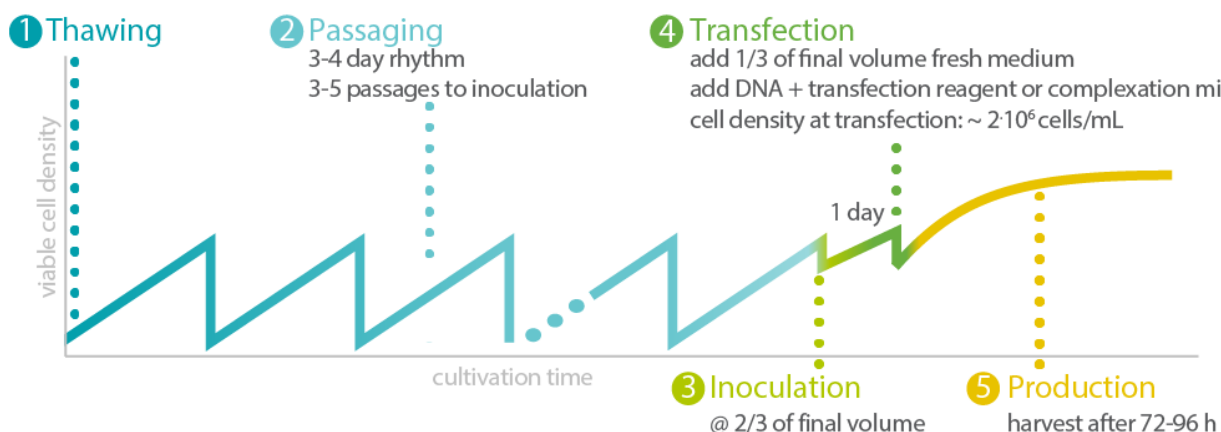 1 Thawing
2 Passaging
3-4 day rhythm
3-5 passages to inoculation
4 Transfection
add 1/3 of final volume fresh medium
add DNA + transfection reagent or complexation mi
cell density at transfection: ~ 2·10⁶ cells/mL
viable cell density
1 day
cultivation time
3 Inoculation
@ 2/3 of final volume
5 Production
harvest after 72-96 h